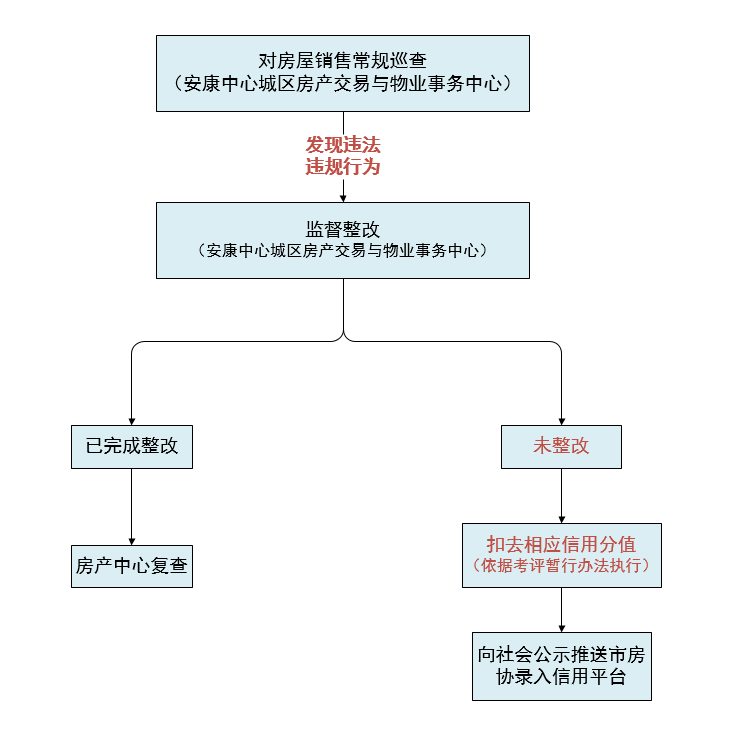 对房屋销售常规巡查
（安康中心城区房产交易与物业事务中心）
发现违法
违规行为
监督整改
（安康中心城区房产交易与物业事务中心）
已完成整改
未整改
房产中心复查
扣去相应信用分值
（依据考评暂行办法执行）
向社会公示推送市房
协录入信用平台